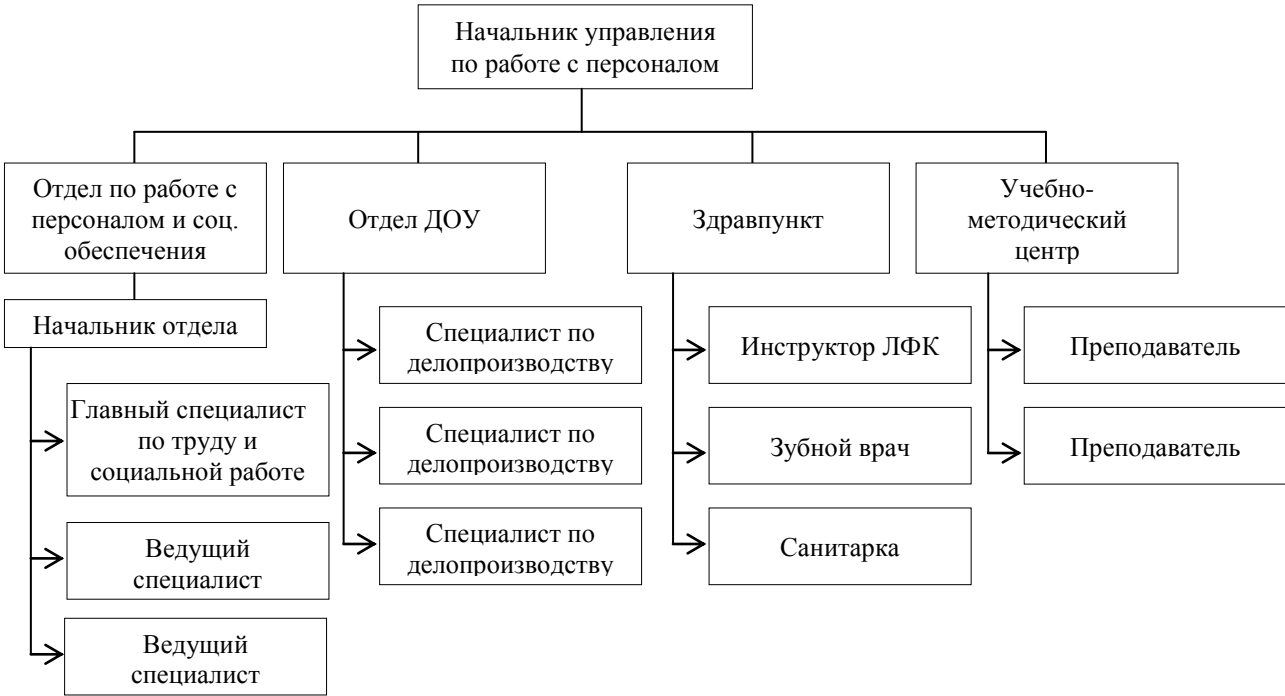 Начальник управления
по работе с персоналом
Отдел по работе с
персоналом и соц.
обеспечения
Отдел ДОУ
Здравпункт
Учебно-
методический
центр
Начальник отдела
Главный специалист
по труду и
социальной работе
Ведущий
специалист
Ведущий
специалист
Специалист по
делопроизводству
Специалист по
делопроизводству
Специалист по
делопроизводству
Инструктор ЛФК
Зубной врач
Санитарка
Преподаватель
Преподаватель